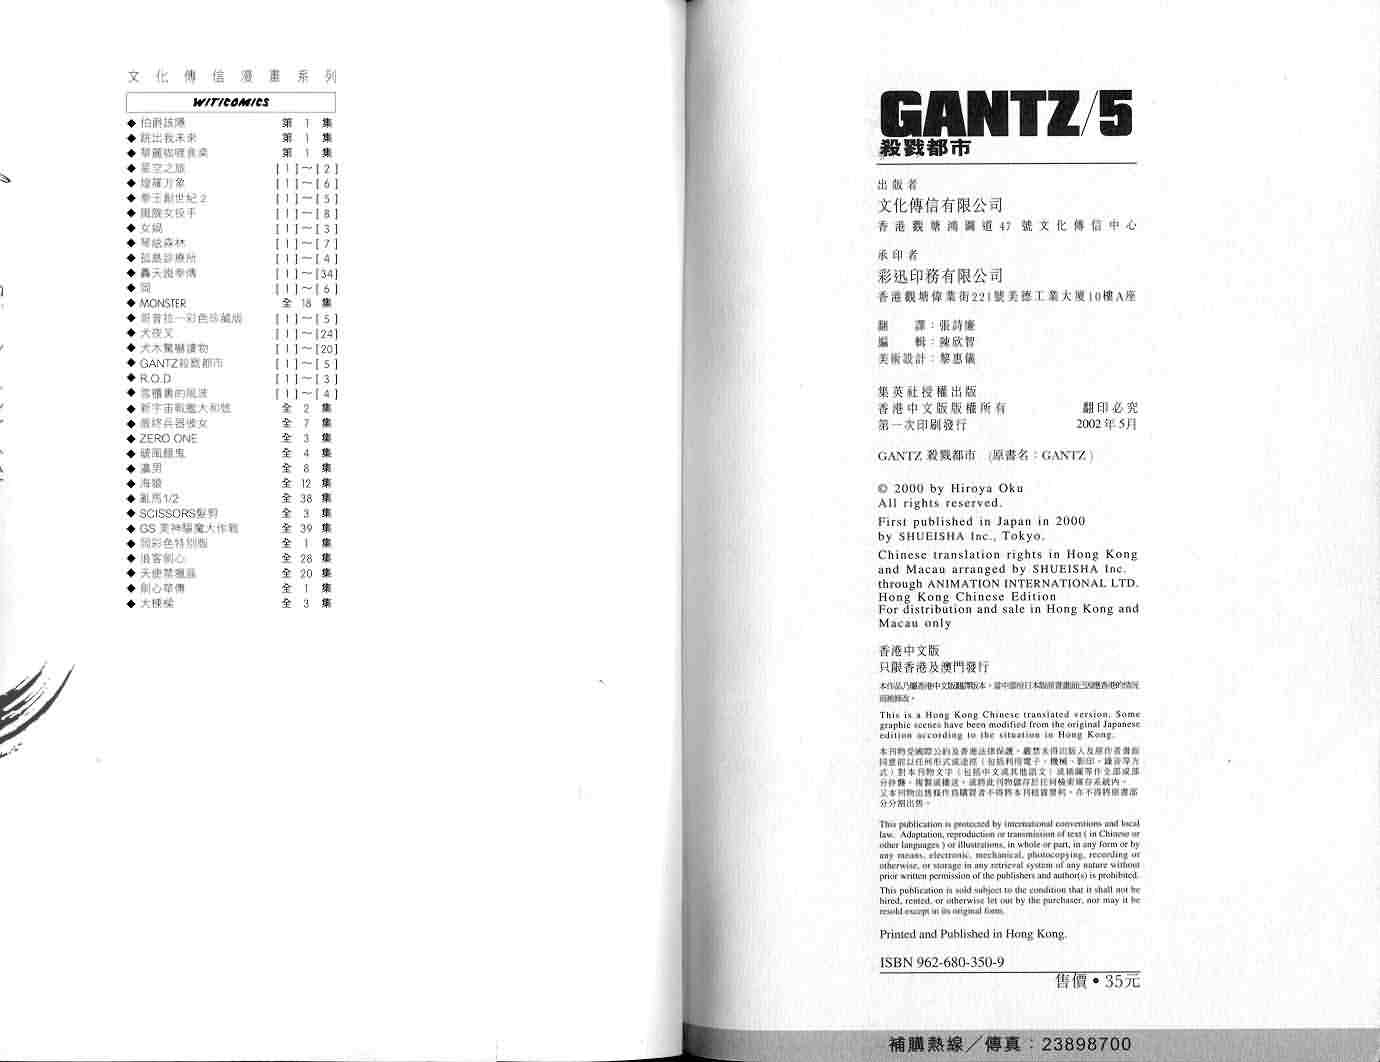 文化傳信漫畫系列
WITICOMICS
◆ 伯爵該隱 第 1 集
◆ 跳出我未來 第 1 集
◆ 華麗咖喱食桌 第 1 集
◆ 星空之旅 [ 1 ]～[ 2 ]
◆ 燈羅万象 [ 1 ]～[ 6 ]
◆ 拳王創世紀 2 [ 1 ]～[ 5 ]
◆ 風族女投手 [ 1 ]～[ 8 ]
◆ 女媧 [ 1 ]～[ 3 ]
◆ 琴絃森林 [ 1 ]～[ 7 ]
◆ 孤島診療所 [ 1 ]～[ 4 ]
◆ 轟天援奉傳 [ 1 ]～[34]
◆ [ 1 ]～[ 6 ]
◆ MONSTER 全 18 集
◆ 哥普拉—彩色珍藏版 [ 1 ]～[ 5 ]
◆ 犬夜叉 [ 1 ]～[24]
◆ 犬木驚嚇讀物 [ 1 ]～[20]
◆ GANTZ殺戮都市 [ 1 ]～[ 5 ]
◆ R.O.D [ 1 ]～[ 3 ]
◆ 雪櫃裏的風波 [ 1 ]～[ 4 ]
◆ 新宇宙戰艦大和號 全 2 集
◆ 最終兵器彼女 全 7 集
◆ ZERO ONE 全 3 集
◆ 破風餓鬼 全 4 集
◆ 瀛男 全 8 集
◆ 海猿 全 12 集
◆ 亂馬1/2 全 38 集
◆ SCISSORS髮剪 全 3 集
◆ GS 美神驅魔大作戰 全 39 集
◆ 同彩色特別版 全 1 集
◆ 浪客劍心 全 28 集
◆ 天使禁獵區 全 20 集
◆ 劍心華傳 全 1 集
◆ 大棟樑 全 3 集
GANTZ/5
殺戮都市
出版者
文化傳信有限公司
香港觀塘鴻圖道 47 號文化傳信中心
承印者
彩迅印務有限公司
香港觀塘偉業街221號美德工業大廈10樓A座
翻　譯：張詩廉
編　輯：陳欣智
美術設計：黎惠儀
集英社授權出版
香港中文版版權所有 翻印必究
第一次印刷發行 2002 年 5月
GANTZ 殺戮都市 (原書名：GANTZ )
© 2000 by Hiroya Oku
All rights reserved.
First published in Japan in 2000
by SHUEISHA Inc., Tokyo.
Chinese translation rights in Hong Kong
and Macau arranged by SHUEISHA Inc.
through ANIMATION INTERNATIONAL LTD.
Hong Kong Chinese Edition
For distribution and sale in Hong Kong and
Macau only
香港中文版
只限香港及澳門發行
本作品乃屬香港中文版翻譯版本，當中部份日本版原書畫面已因應香港的情況
而被修改。
This is a Hong Kong Chinese translated version. Some
graphic scenes have been modified from the original Japanese
edition according to the situation in Hong Kong.
本刊物受國際公約及香港法律保護。嚴禁未得出版人及原作者書面
同意前以任何形式或途徑（包括利用電子、機械、影印、錄音等方
式）對本刊物文字（包括中文或其他語文）或插圖等作全部或部
分抄襲、複製或播送，或將此刊物儲存於任何檢索庫存系統內。
又本刊物出售條件為購買者不得將本刊租賃營利，亦不得將原書部
分分割出售。
This publication is protected by international conventions and local
law. Adaptation, reproduction or transmission of text ( in Chinese or
other languages ) or illustrations, in whole or part, in any form or by
any means, electronic, mechanical, photocopying, recording or
otherwise, or storage in any retrieval system of any nature without
prior written permission of the publishers and author(s) is prohibited.
This publication is sold subject to the condition that it shall not be
hired, rented, or otherwise let out by the purchaser, nor may it be
resold except in its original form.
Printed and Published in Hong Kong.
ISBN 962-680-350-9
售價・35元
補購熱線／傳真：23898700